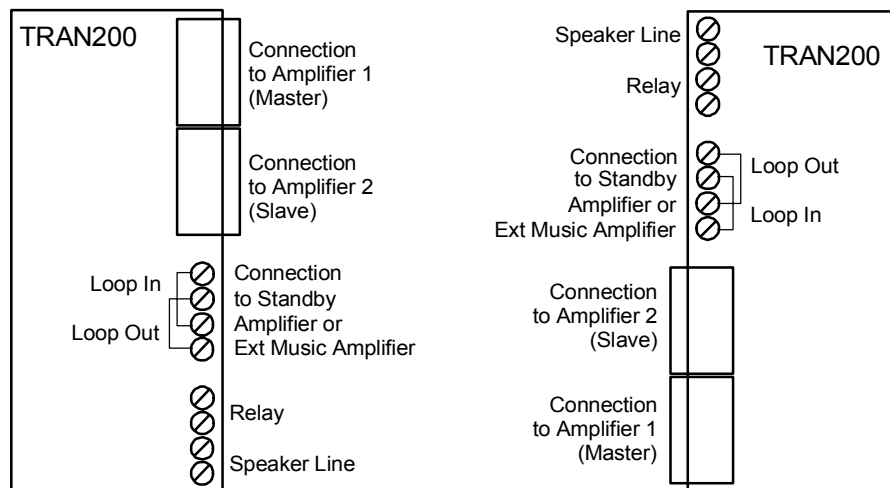 TRAN200
Connection
to Amplifier 1
(Master)
Connection
to Amplifier 2
(Slave)
Loop In
Loop Out
Connection
to Standby
Amplifier or
Ext Music Amplifier
Relay
Speaker Line
Speaker Line
Relay
TRAN200
Connection
to Standby
Amplifier or
Ext Music Amplifier
Loop Out
Loop In
Connection
to Amplifier 2
(Slave)
Connection
to Amplifier 1
(Master)